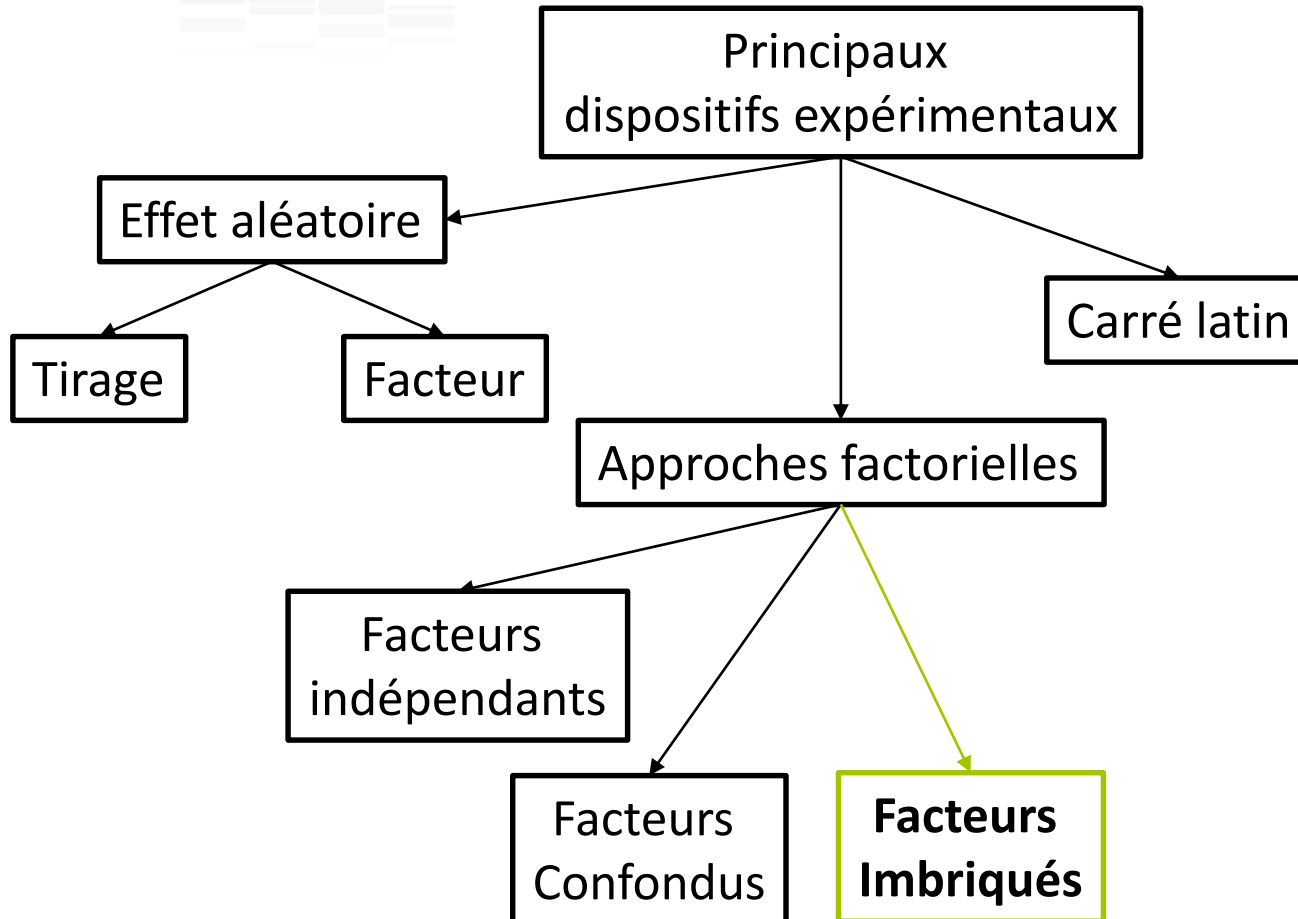 Principaux
dispositifs expérimentaux
Effet aléatoire
Carré latin
Tirage
Facteur
Approches factorielles
Facteurs
indépendants
Facteurs
Confondus
Facteurs
Imbriqués